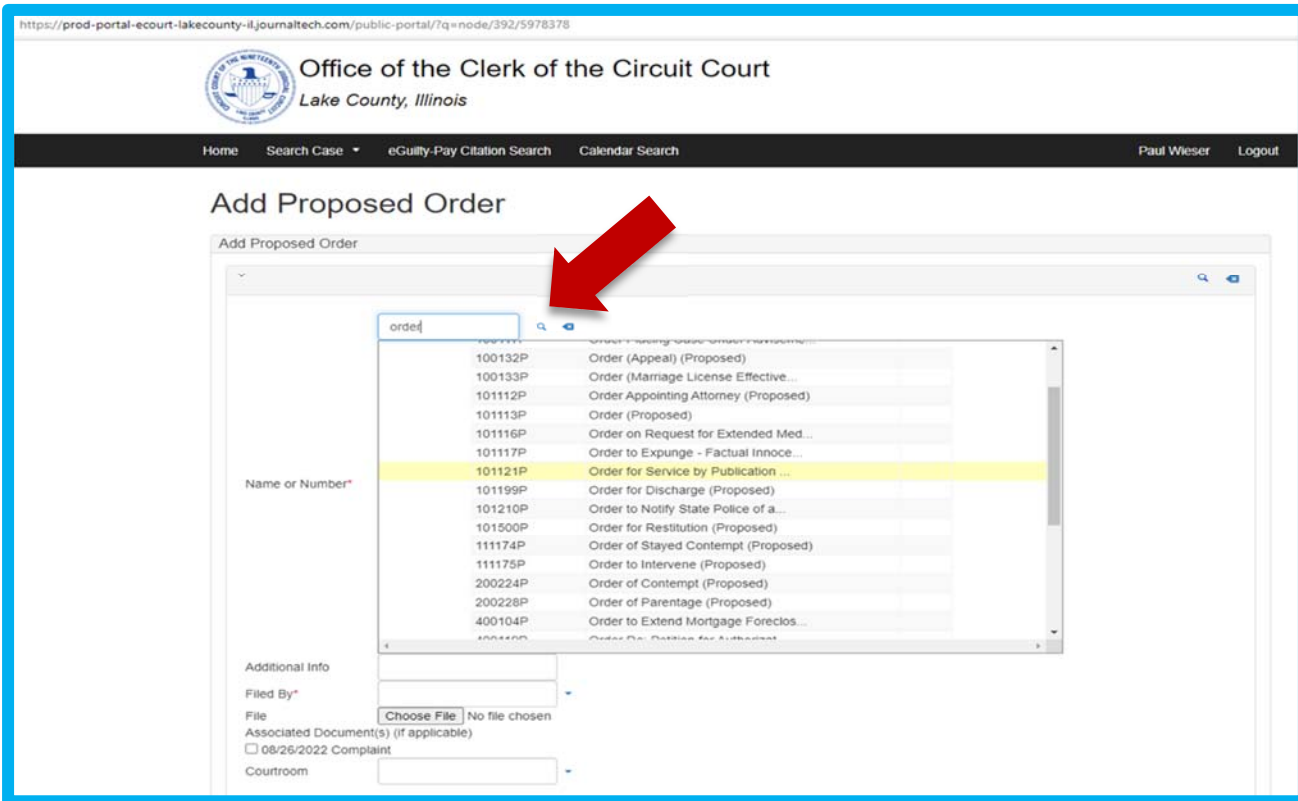 https://prod-portal-ecourt-lakecounty-il.journaltech.com/public-portal/?q=node/392/5978378
Office of the Clerk of the Circuit Court
Lake County, Illinois
Home Search Case eGuilty-Pay Citation Search Calendar Search Paul Wieser Logout
Add Proposed Order
Add Proposed Order
order
100132P Order (Appeal) (Proposed)
100133P Order (Marriage License Effective...
101112P Order Appointing Attorney (Proposed)
101113P Order (Proposed)
101116P Order on Request for Extended Med...
101117P Order to Expunge - Factual Innoce...
101121P Order for Service by Publication ...
Name or Number*
101199P Order for Discharge (Proposed)
101210P Order to Notify State Police of a...
101500P Order for Restitution (Proposed)
111174P Order of Stayed Contempt (Proposed)
111175P Order to Intervene (Proposed)
200224P Order of Contempt (Proposed)
200228P Order of Parentage (Proposed)
400104P Order to Extend Mortgage Foreclos...
Additional Info
Filed By*
File Choose File No file chosen
Associated Document(s) (if applicable)
08/26/2022 Complaint
Courtroom